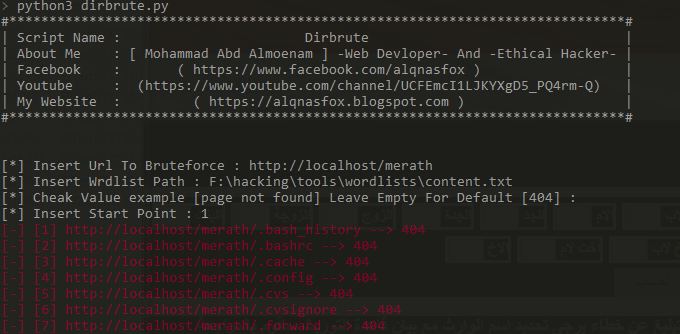 > python3 dirbrute.py
#*****************************************************************#
| Script Name : Dirbrute |
| About Me : [ Mohammad Abd Almoenam ] -Web Devloper- And -Ethical Hacker- |
| Facebook : ( https://www.facebook.com/alqnasfox ) |
| Youtube : (https://www.youtube.com/channel/UCFEmcI1LJKYXgD5_PQ4rm-Q) |
| My Website : ( https://alqnasfox.blogspot.com ) |
#*****************************************************************#
[*] Insert Url To Bruteforce : http://localhost/merath
[*] Insert Wrdlist Path : F:\hacking\tools\wordlists\content.txt
[*] Cheak Value example [page not found] Leave Empty For Default [404] :
[*] Insert Start Point : 1
[-] [1] http://localhost/merath/.bash_history --> 404
[-] [2] http://localhost/merath/.bashrc --> 404
[-] [3] http://localhost/merath/.cache --> 404
[-] [4] http://localhost/merath/.config --> 404
[-] [5] http://localhost/merath/.cvs --> 404
[-] [6] http://localhost/merath/.cvsignore --> 404
[-] [7] http://localhost/merath/.forward --> 404